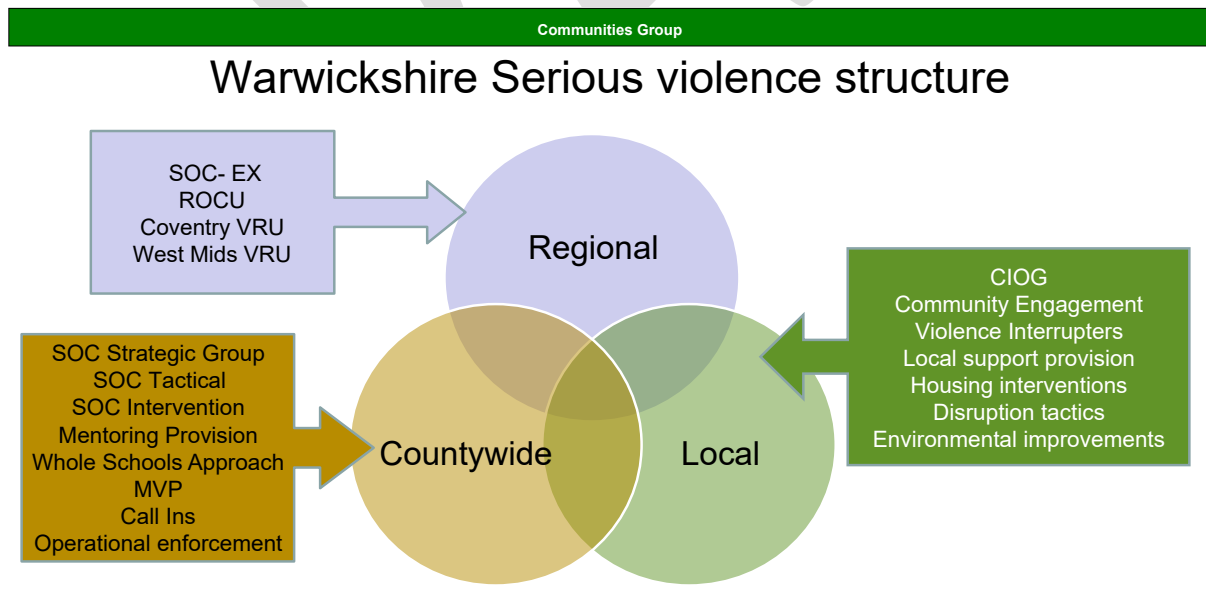 Communities Group
Warwickshire Serious violence structure
SOC- EX
ROCU
Coventry VRU
West Mids VRU
Regional
CIOG
Community Engagement
Violence Interrupters
Local support provision
Housing interventions
Disruption tactics
Environmental improvements
SOC Strategic Group
SOC Tactical
SOC Intervention
Mentoring Provision
Whole Schools Approach
MVP
Call Ins
Operational enforcement
Countywide
Local